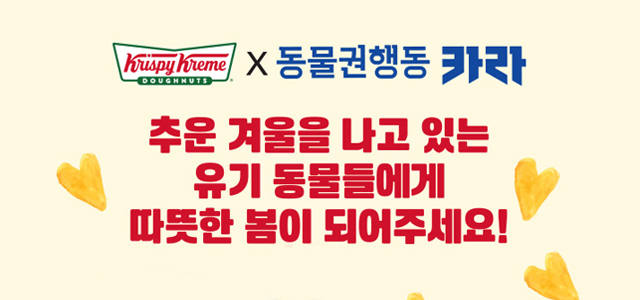 Krispy Kreme
DOUGHNUTS
X 동물권행동 카라
추운 겨울을 나고 있는
유기 동물들에게
따뜻한 봄이 되어주세요!